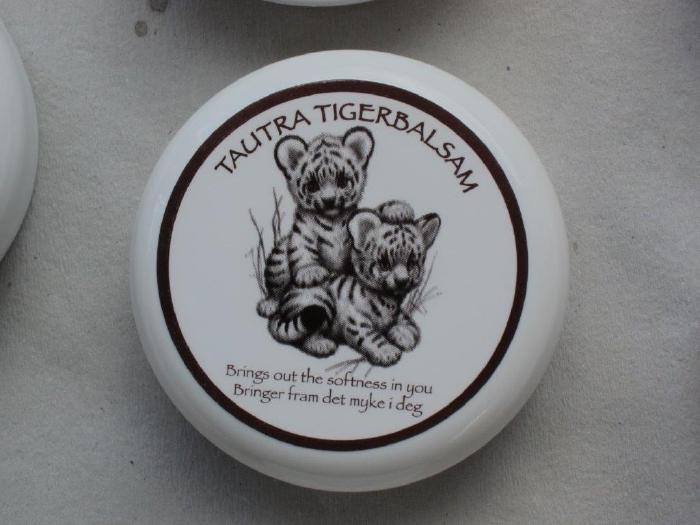 TAUTRA TIGERBALSAM
Brings out the softness in you
Bringer fram det myke i deg